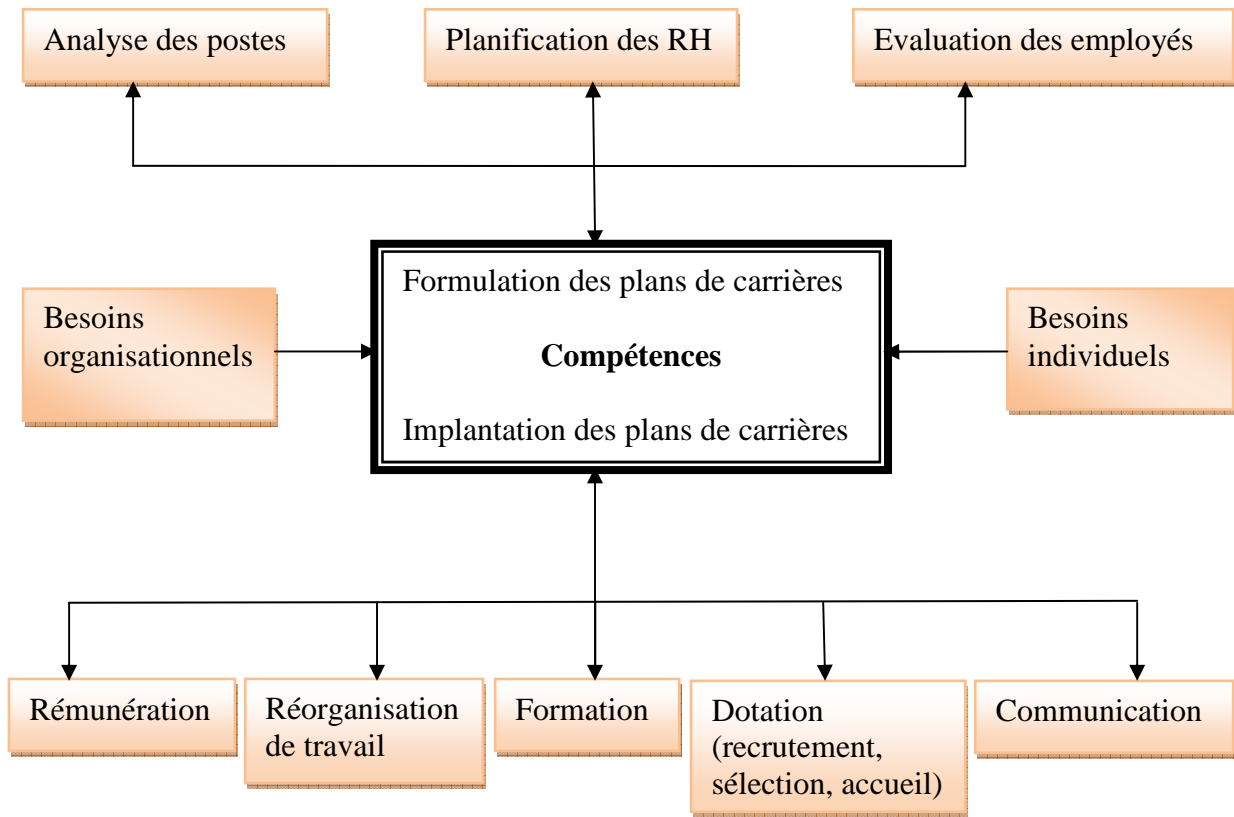 Analyse des postes
Planification des RH
Evaluation des employés
Formulation des plans de carrières
Besoins
organisationnels
Compétences
Besoins
individuels
Implantation des plans de carrières
Rémunération
Réorganisation
de travail
Formation
Dotation
(recrutement,
sélection, accueil)
Communication